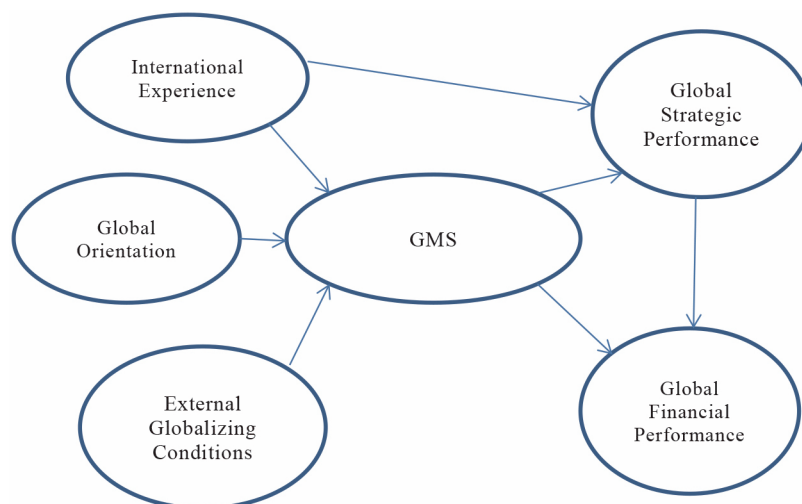 International
Experience
Global
Strategic
Performance
Global
Orientation
GMS
External
Globalizing
Conditions
Global
Financial
Performance